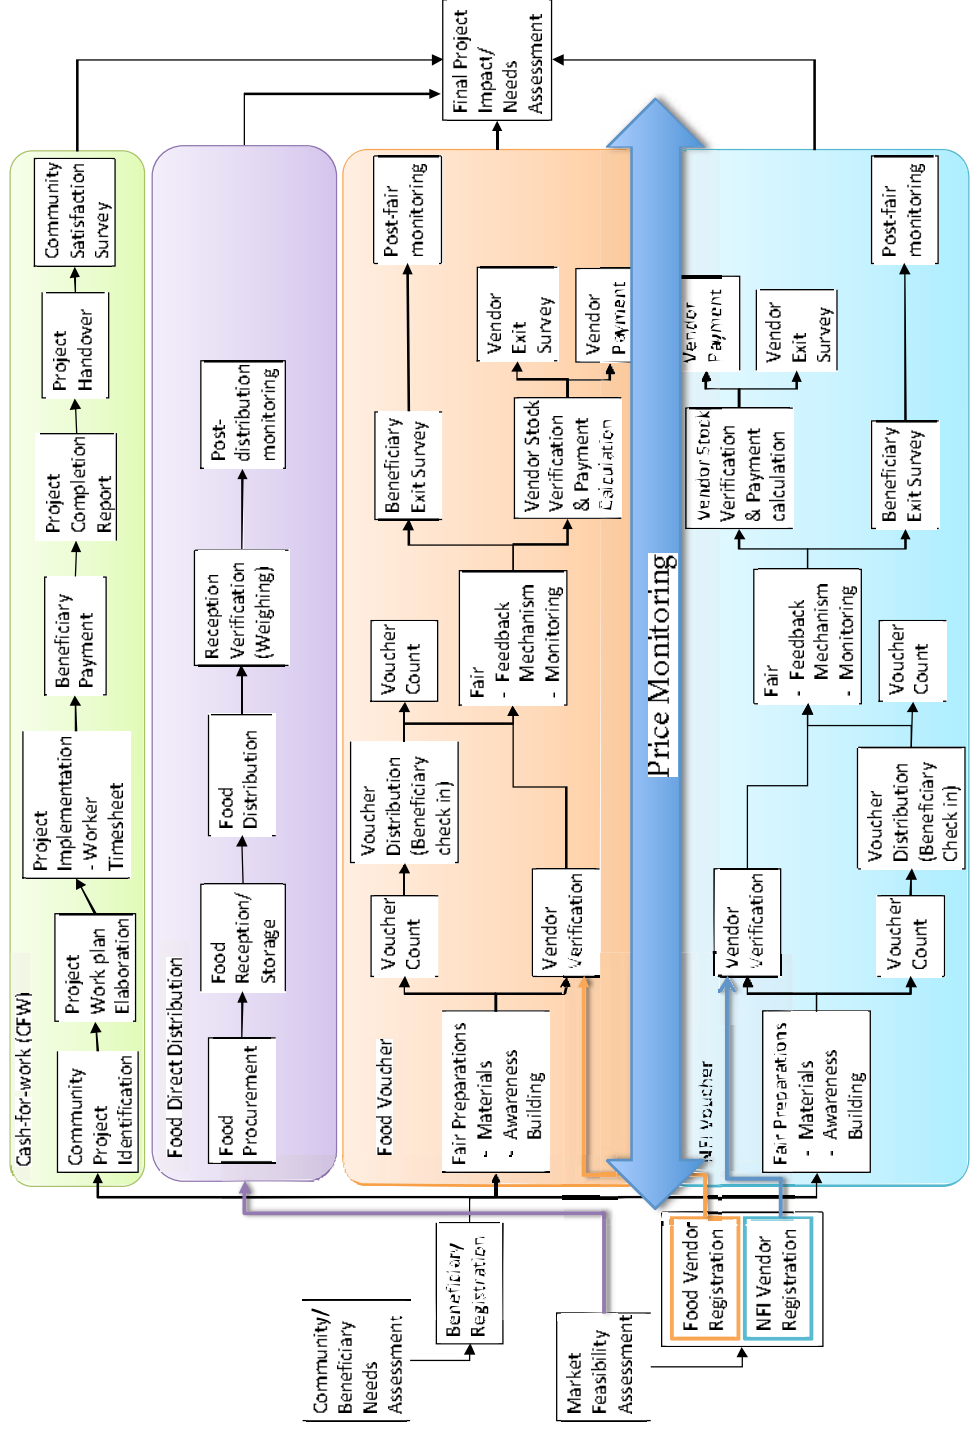 Community/
Beneficiary
Needs
Assessment
Beneficiary/
Registration
Market
Feasibility
Assessment
Food Vendor
Registration
NFI Vendor
Registration
Cash-for-work (CFW)
Community
Project
Identification
Project
Work plan
Elaboration
Project
Implementation
- Worker
Timesheet
Beneficiary
Payment
Project
Completion
Report
Project
Handover
Community
Satisfaction
Survey
Food Direct Distribution
Food
Procurement
Food
Reception/
Storage
Food
Distribution
Reception
Verification
(Weighing)
Post-
distribution
monitoring
Food Voucher
Fair Preparations
- Materials
- Awareness
Building
Voucher
Count
Vendor
Verification
Voucher
Distribution
(Beneficiary
check in)
Voucher
Count
Fair
- Feedback
Mechanism
- Monitoring
Beneficiary
Exit Survey
Vendor Stock
Verification
& Payment
Calculation
Vendor
Exit
Survey
Vendor
Payment
Post-fair
monitoring
Price Monitoring
NFI Voucher
Fair Preparations
- Materials
- Awareness
Building
Vendor
Verification
Voucher
Count
Voucher
Distribution
(Beneficiary
Check in)
Voucher
Count
Fair
- Feedback
Mechanism
- Monitoring
Vendor Stock
Verification
& Payment
calculation
Beneficiary
Exit Survey
Vendor
Payment
Vendor
Exit
Survey
Post-fair
monitoring
Final Project
Impact/
Needs
Assessment